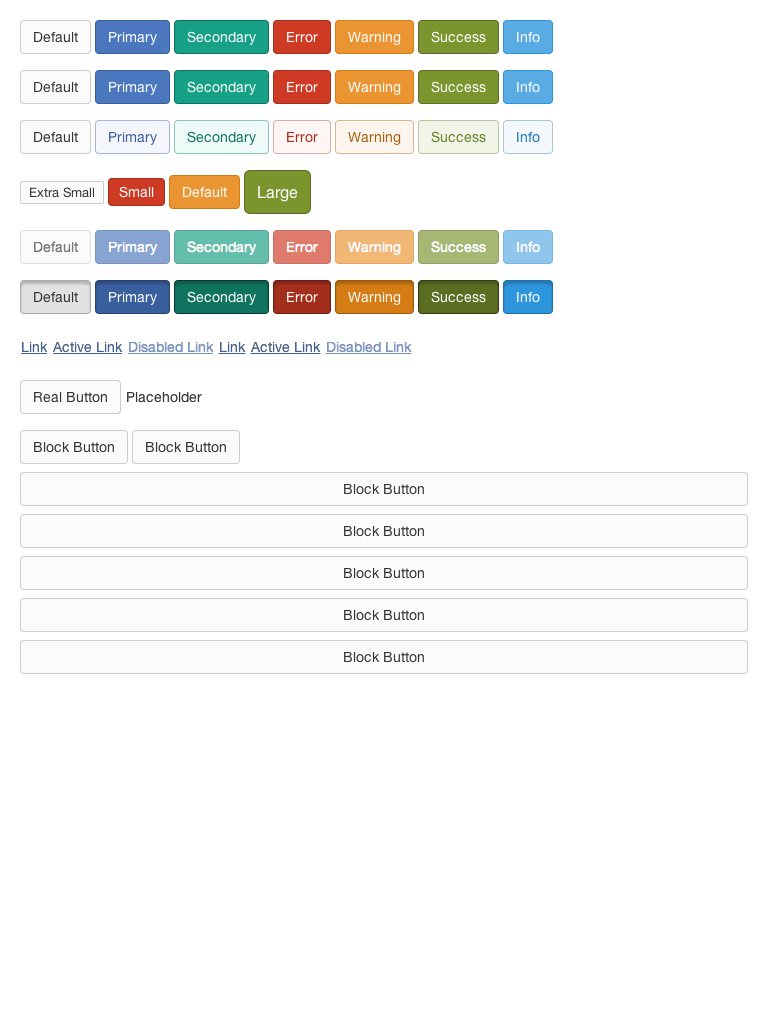 Default Primary Secondary Error Warning Success Info
Default Primary Secondary Error Warning Success Info
Default Primary Secondary Error Warning Success Info
Extra Small Small Default Large
Default Primary Secondary Error Warning Success Info
Default Primary Secondary Error Warning Success Info
Link Active Link Disabled Link Link Active Link Disabled Link
Real Button Placeholder
Block Button Block Button
Block Button
Block Button
Block Button
Block Button
Block Button